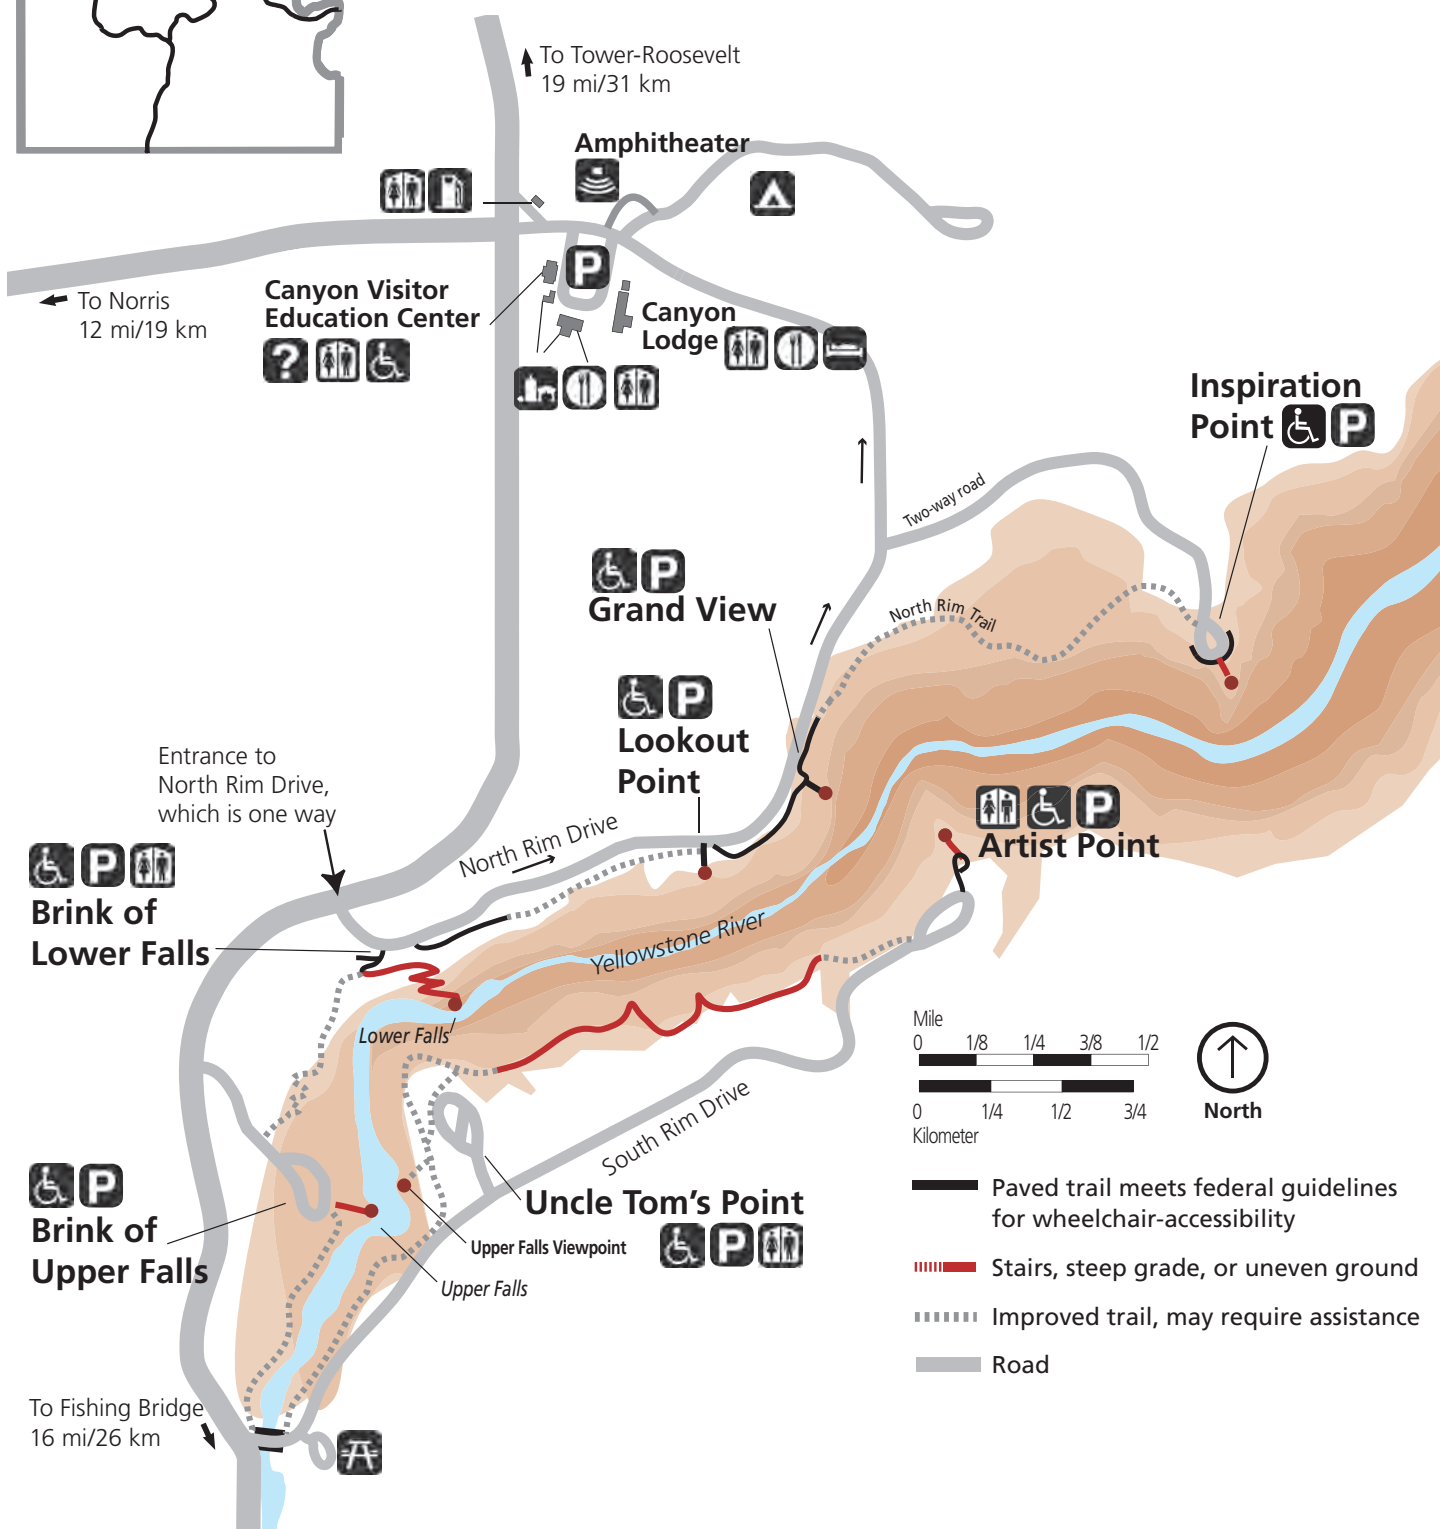 To Tower-Roosevelt
19 mi/31 km
Amphitheater
P
To Norris
12 mi/19 km
Canyon Visitor
Education Center
?
Canyon
Lodge
Inspiration
Point
P
Two-way road
P
Grand View
North Rim Trail
P
Lookout
Point
Entrance to
North Rim Drive,
which is one way
North Rim Drive
P
Artist Point
P
Brink of
Lower Falls
Yellowstone River
Lower Falls
Mile
0 1/8 1/4 3/8 1/2
0 1/4 1/2 3/4
Kilometer
North
South Rim Drive
P
Brink of
Upper Falls
Uncle Tom's Point
P
Upper Falls Viewpoint
Upper Falls
Paved trail meets federal guidelines
for wheelchair-accessibility
Stairs, steep grade, or uneven ground
Improved trail, may require assistance
Road
To Fishing Bridge
16 mi/26 km